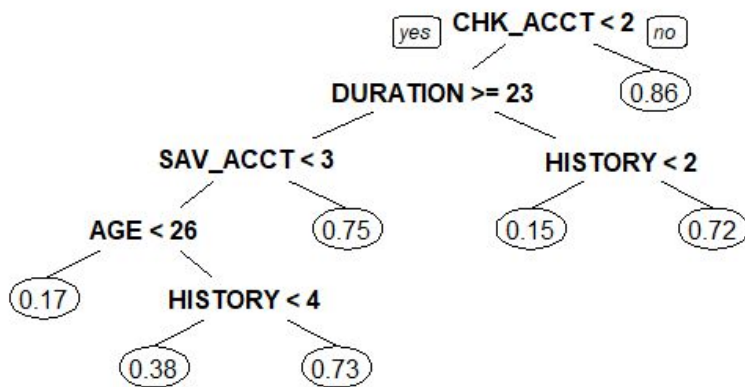 yes CHK_ACCT < 2 no
DURATION >= 23 0.86
SAV_ACCT < 3 HISTORY < 2
AGE < 26 0.75 0.15 0.72
0.17 HISTORY < 4
0.38 0.73